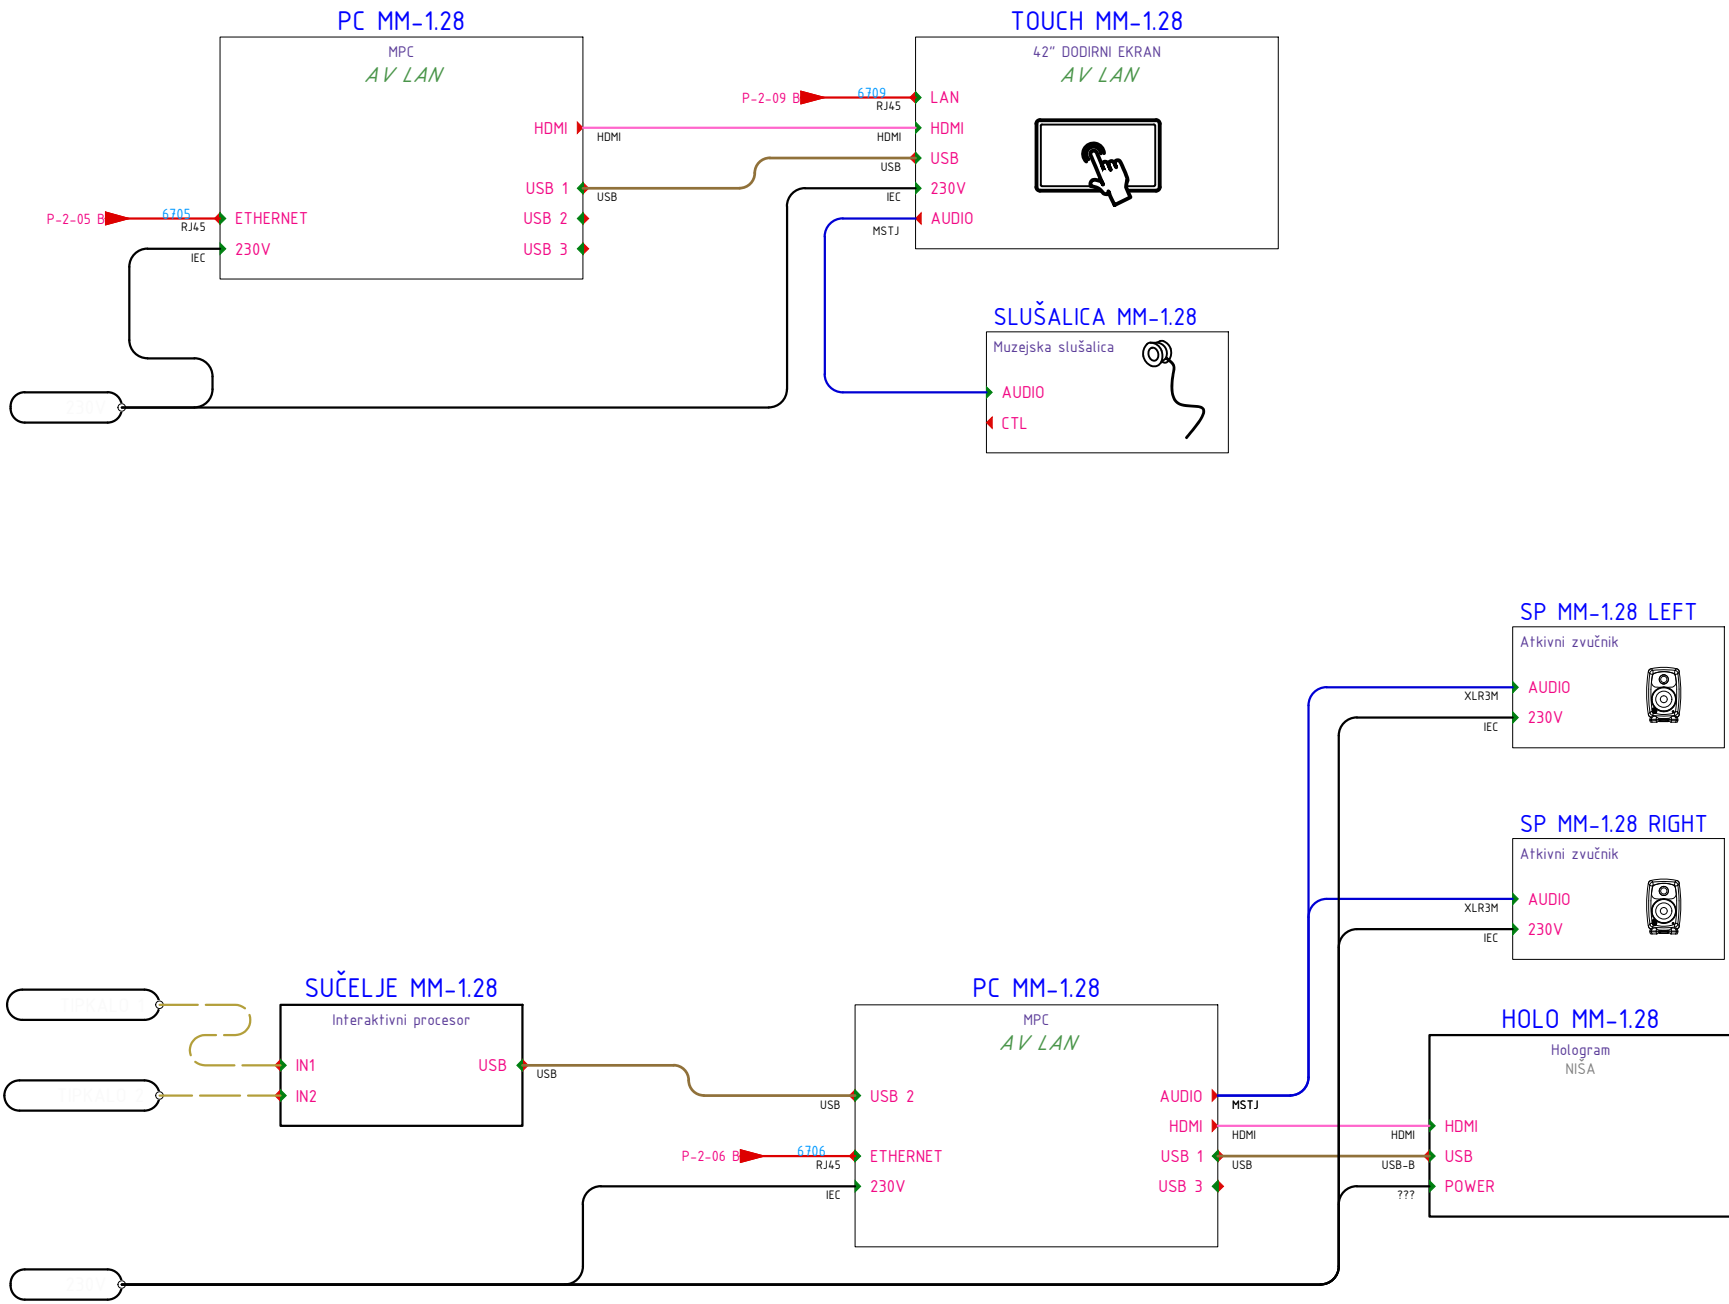 PC MM-1.28
MPC
AV LAN
HDMI
HDMI
USB 1
USB
USB 2
USB 3
P-2-05 B
6705
RJ45
ETHERNET
IEC
230V
TOUCH MM-1.28
42" DODIRNI EKRAN
AV LAN
P-2-09 B
6709
RJ45
LAN
HDMI
HDMI
USB
USB
IEC
230V
MSTJ
AUDIO
SLUŠALICA MM-1.28
Muzejska slušalica
AUDIO
CTL
230V
SP MM-1.28 LEFT
Atkivni zvučnik
XLR3M
AUDIO
IEC
230V
SP MM-1.28 RIGHT
Atkivni zvučnik
XLR3M
AUDIO
IEC
230V
SUČELJE MM-1.28
Interaktivni procesor
IN1
IN2
USB
USB
PC MM-1.28
MPC
AV LAN
USB
USB 2
P-2-06 B
6706
RJ45
ETHERNET
IEC
230V
AUDIO
MSTJ
HDMI
HDMI
USB 1
USB
USB 3
HOLO MM-1.28
Hologram
NIŠA
HDMI
HDMI
USB-B
USB
???
POWER
230V